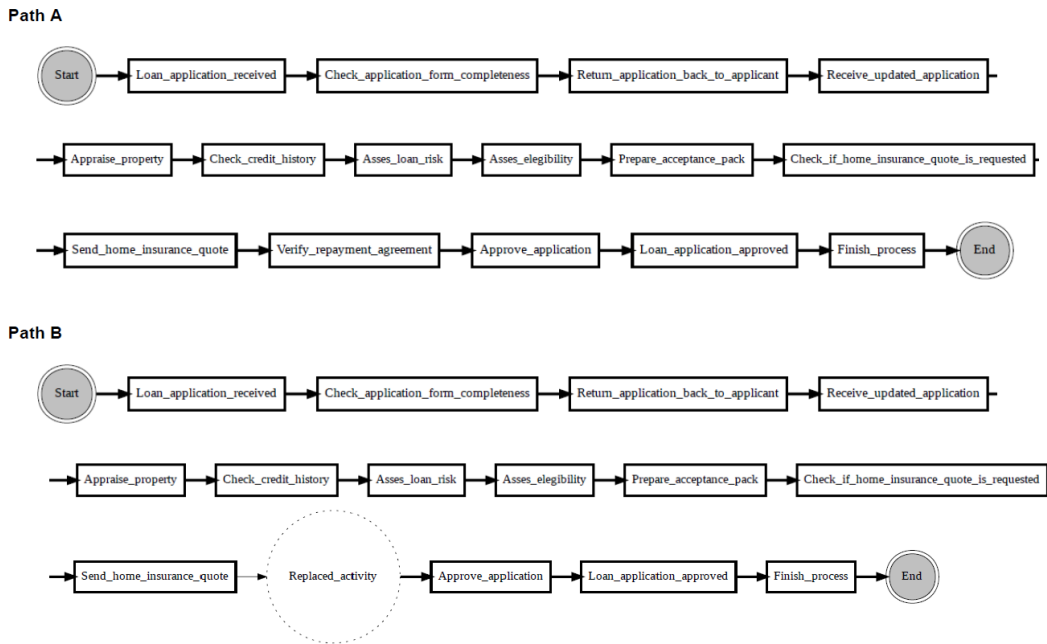 Path A
Start Loan_application_received Check_application_form_completeness Return_application_back_to_applicant Receive_updated_application
Appraise_property Check_credit_history Asses_loan_risk Asses_elegibility Prepare_acceptance_pack Check_if_home_insurance_quote_is_requested
Send_home_insurance_quote Verify_repayment_agreement Approve_application Loan_application_approved Finish_process End
Path B
Start Loan_application_received Check_application_form_completeness Return_application_back_to_applicant Receive_updated_application
Appraise_property Check_credit_history Asses_loan_risk Asses_elegibility Prepare_acceptance_pack Check_if_home_insurance_quote_is_requested
Send_home_insurance_quote Replaced_activity Approve_application Loan_application_approved Finish_process End